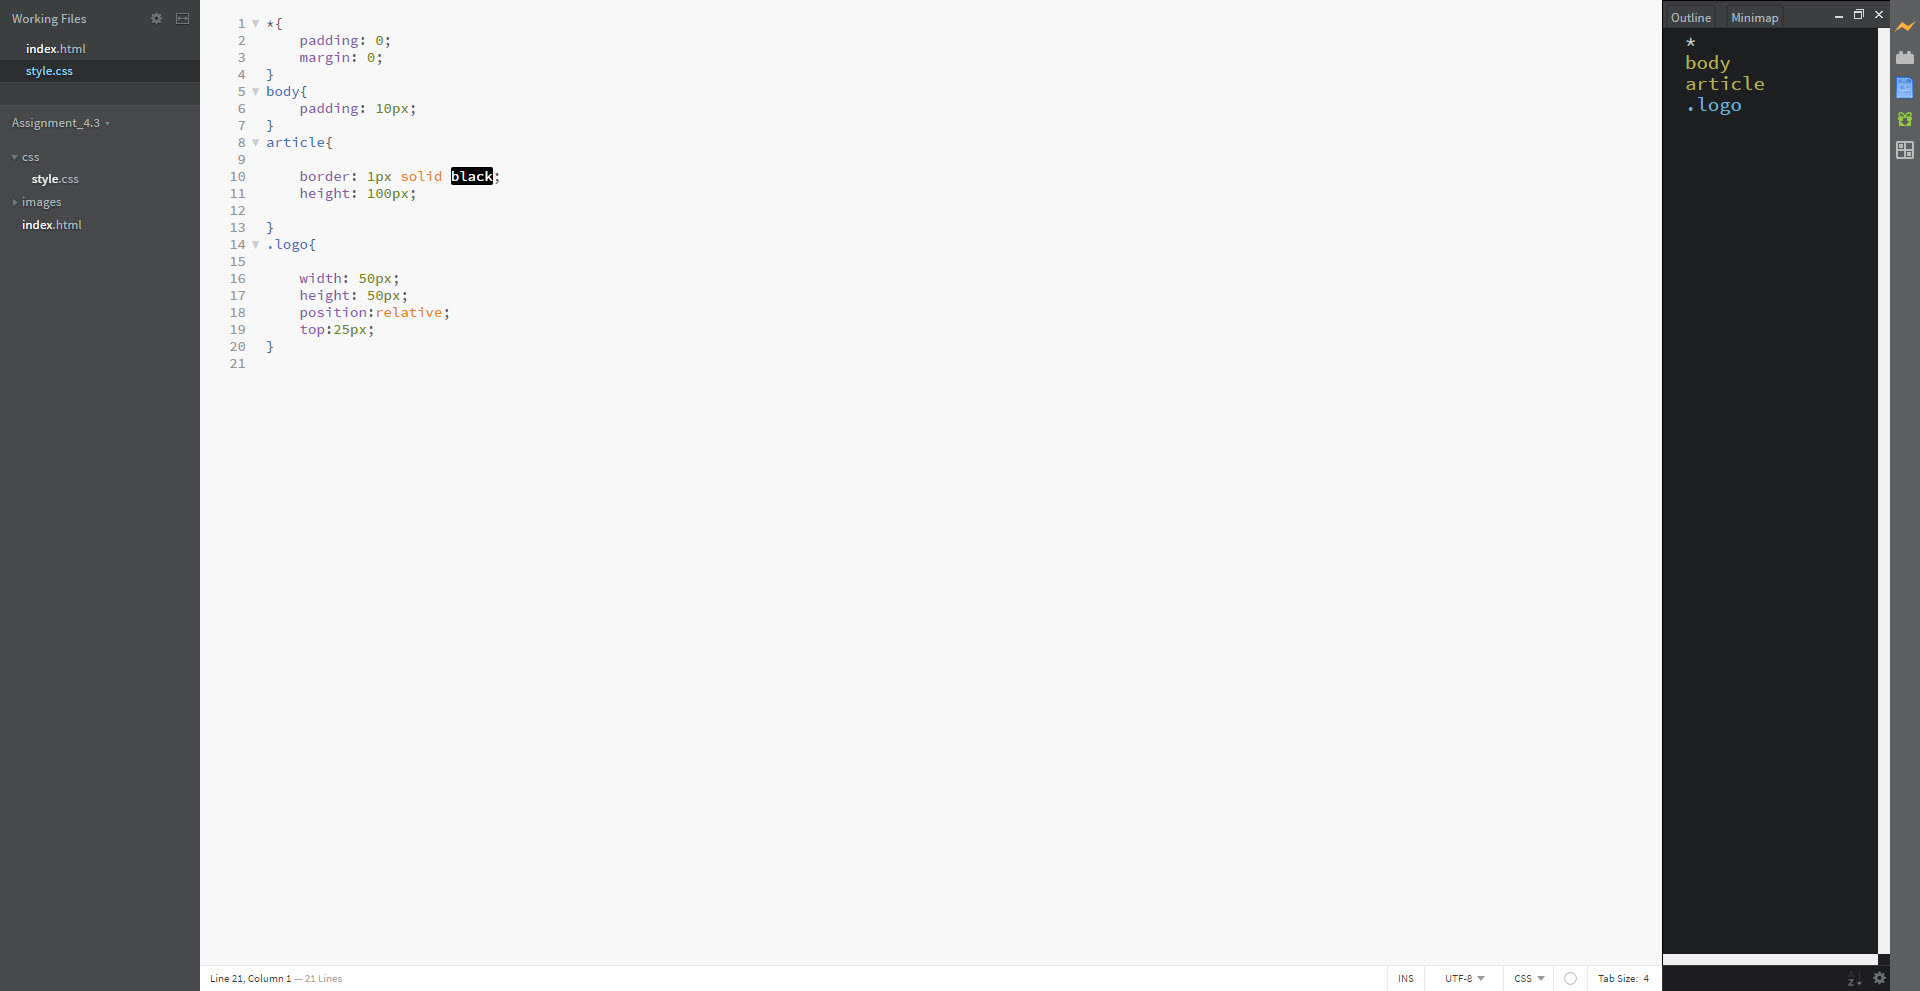 Working Files
index.html
style.css
Assignment_4.3
css
style.css
images
index.html
1 *{
2     padding: 0;
3     margin: 0;
4 }
5 body{
6     padding: 10px;
7 }
8 article{
9
10     border: 1px solid black;
11     height: 100px;
12
13 }
14 .logo{
15
16     width: 50px;
17     height: 50px;
18     position:relative;
19     top:25px;
20 }
21
Line 21, Column 1 — 21 Lines
INS UTF-8 CSS Tab Size: 4
Outline Minimap
*
body
article
.logo